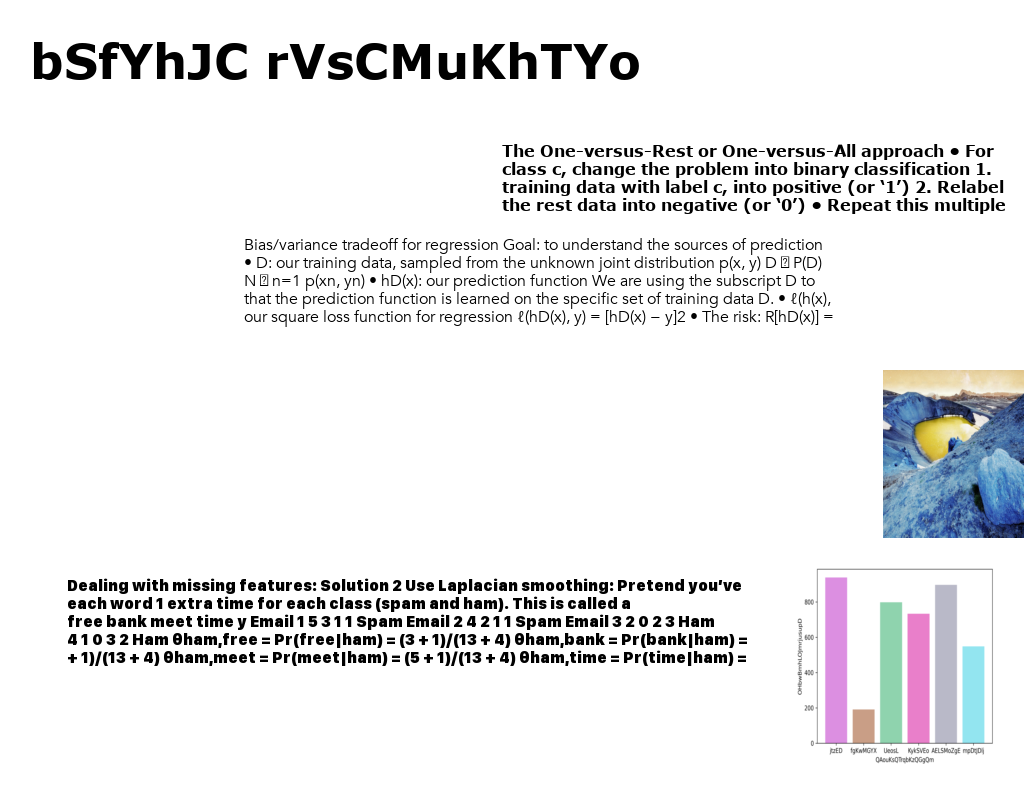 bSfYhJC rVsCMuKhTYo
The One-versus-Rest or One-versus-All approach • For
class c, change the problem into binary classification 1.
training data with label c, into positive (or ‘1’) 2. Relabel
the rest data into negative (or ‘0’) • Repeat this multiple
Bias/variance tradeoff for regression Goal: to understand the sources of prediction
• D: our training data, sampled from the unknown joint distribution p(x, y) D P(D)
N n=1 p(xn, yn) • hD(x): our prediction function We are using the subscript D to
that the prediction function is learned on the specific set of training data D. • ℓ(h(x),
our square loss function for regression ℓ(hD(x), y) = [hD(x) − y]2 • The risk: R[hD(x)] =
Dealing with missing features: Solution 2 Use Laplacian smoothing: Pretend you’ve
each word 1 extra time for each class (spam and ham). This is called a
free bank meet time y Email 1 5 3 1 1 Spam Email 2 4 2 1 1 Spam Email 3 2 0 2 3 Ham
4 1 0 3 2 Ham θham,free = Pr(free|ham) = (3 + 1)/(13 + 4) θham,bank = Pr(bank|ham) =
+ 1)/(13 + 4) θham,meet = Pr(meet|ham) = (5 + 1)/(13 + 4) θham,time = Pr(time|ham) =
800
600
400
200
0
JtzED fgKwMGYX UeosL KykSVEo AELSMoZgE mpDtJDij